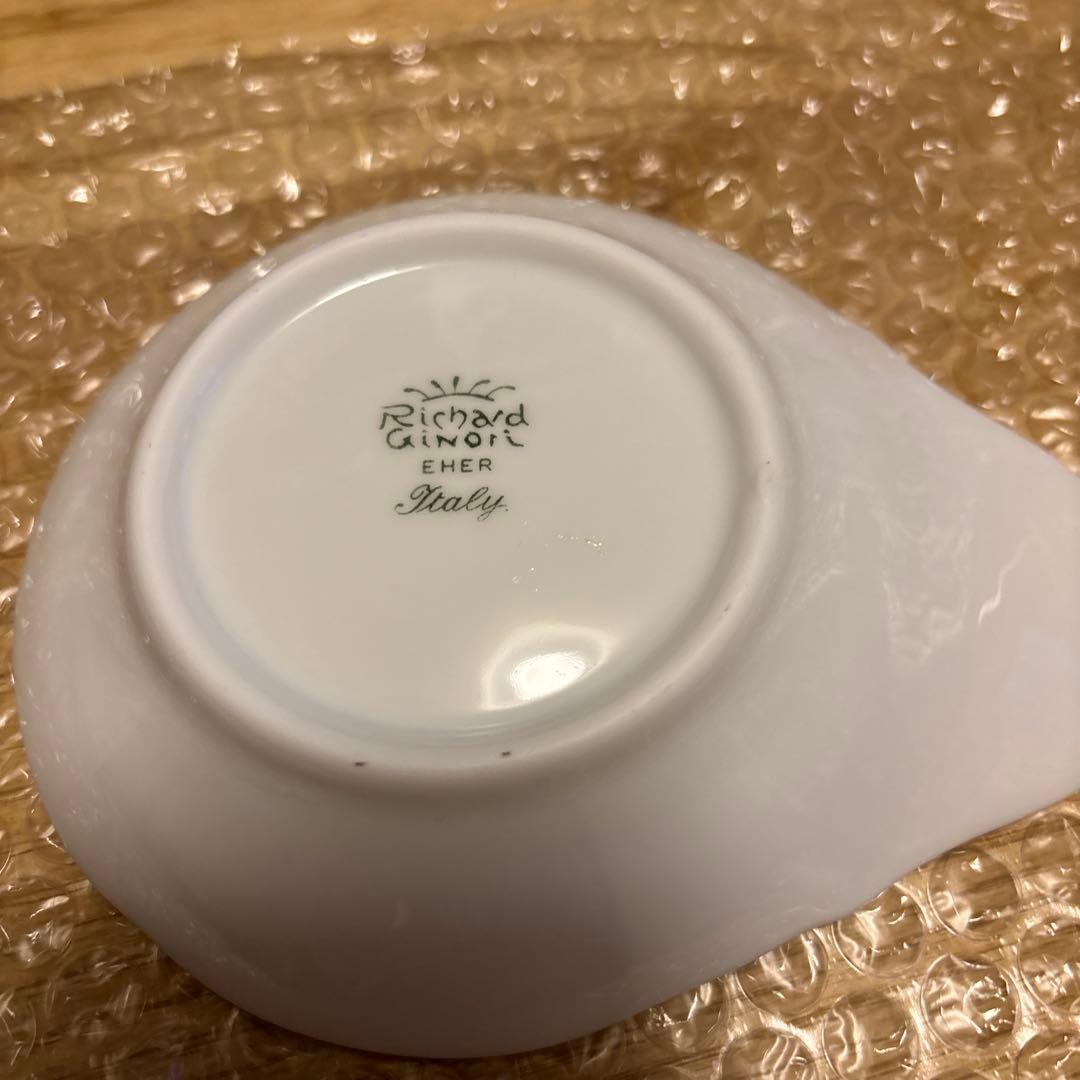 Richard
GiNori
EHER
Italy.